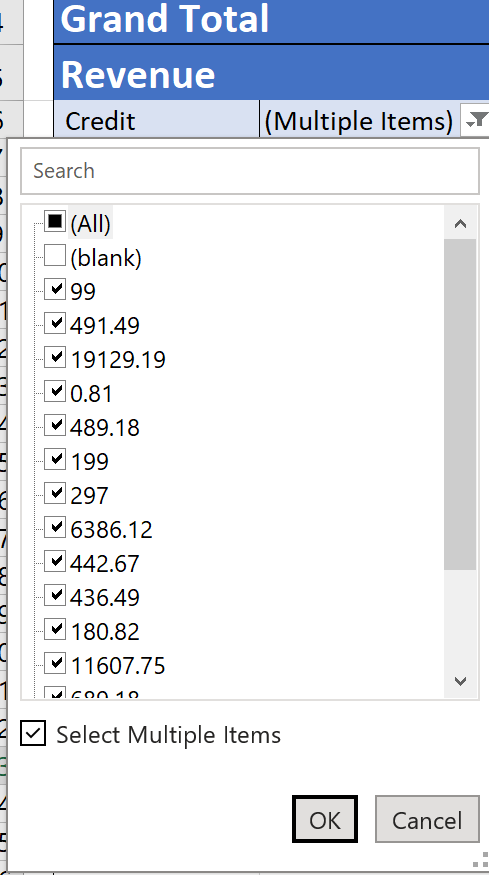 Grand Total
Revenue
Credit (Multiple Items)
Search
(All)
(blank)
99
491.49
19129.19
0.81
489.18
199
297
6386.12
442.67
436.49
180.82
11607.75
Select Multiple Items
OK Cancel